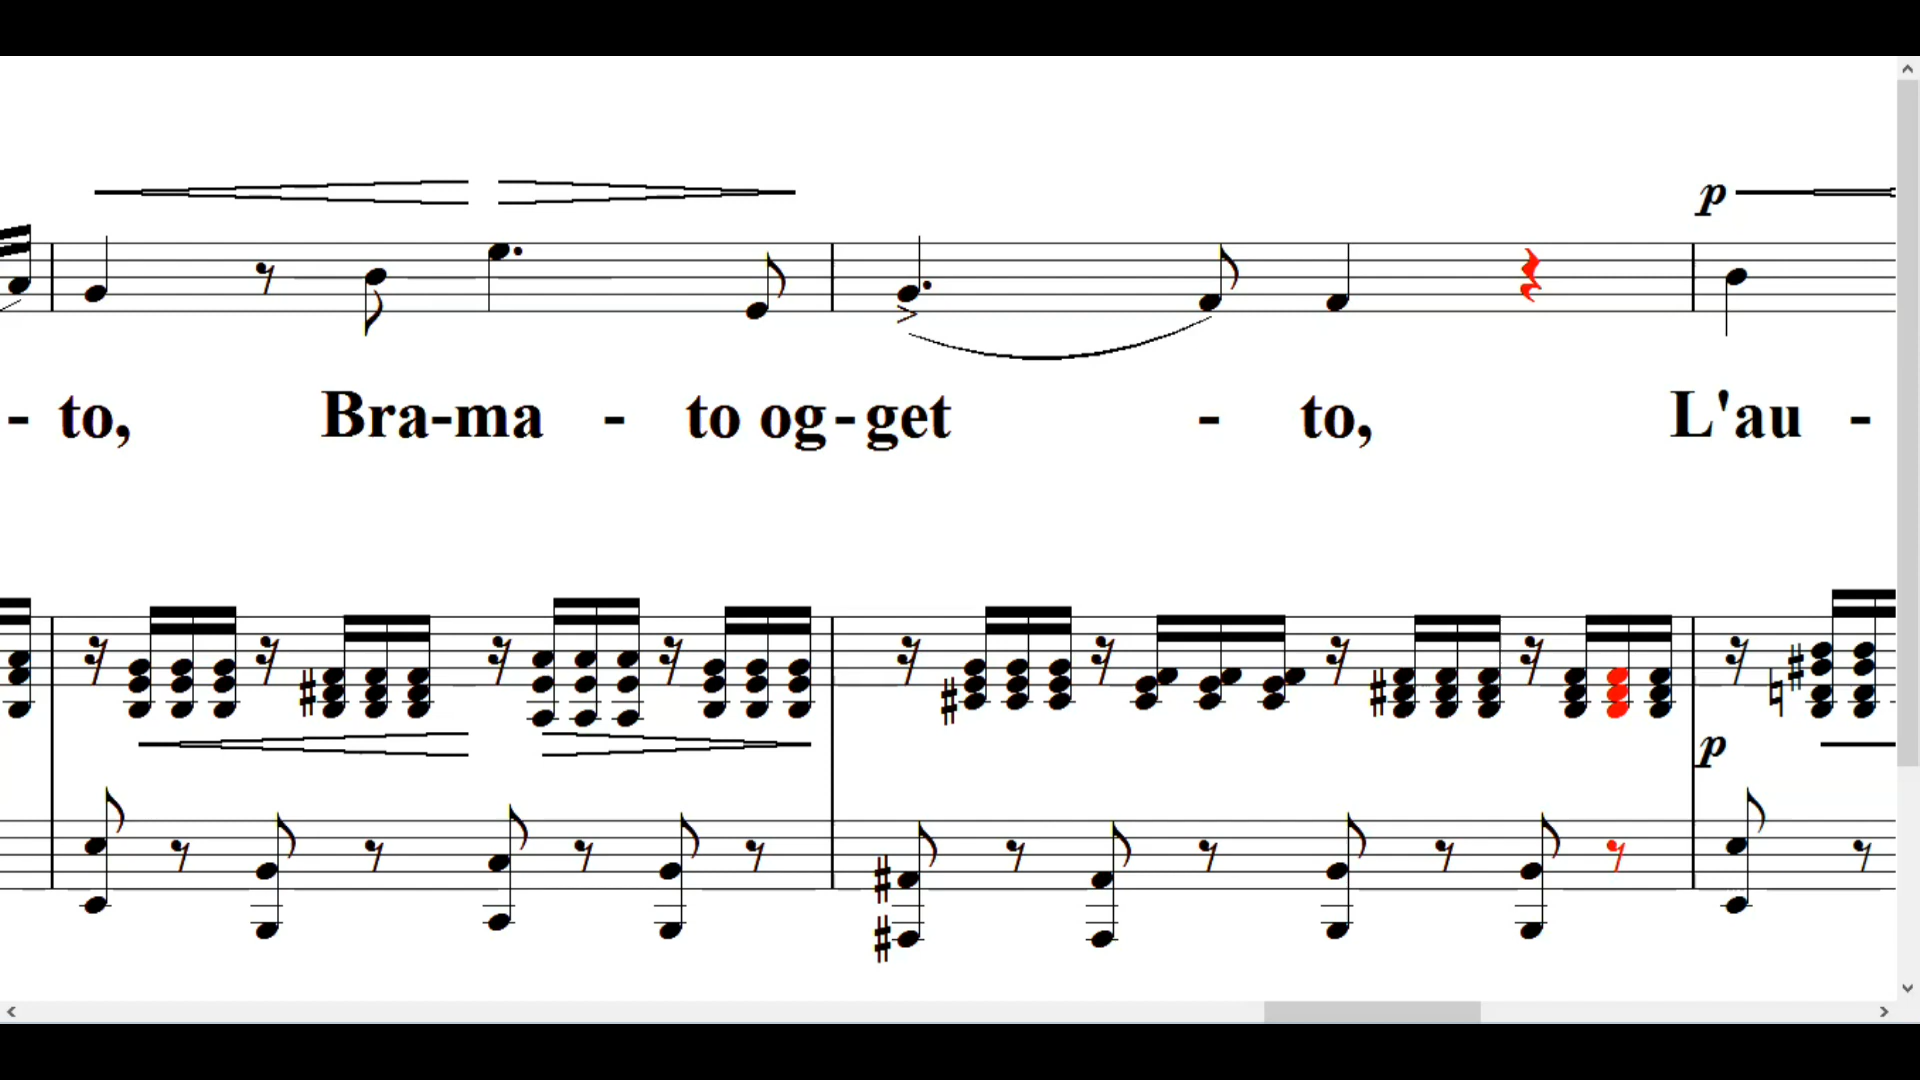 p
- to, Bra-ma - to og-get - to, L'au -
p